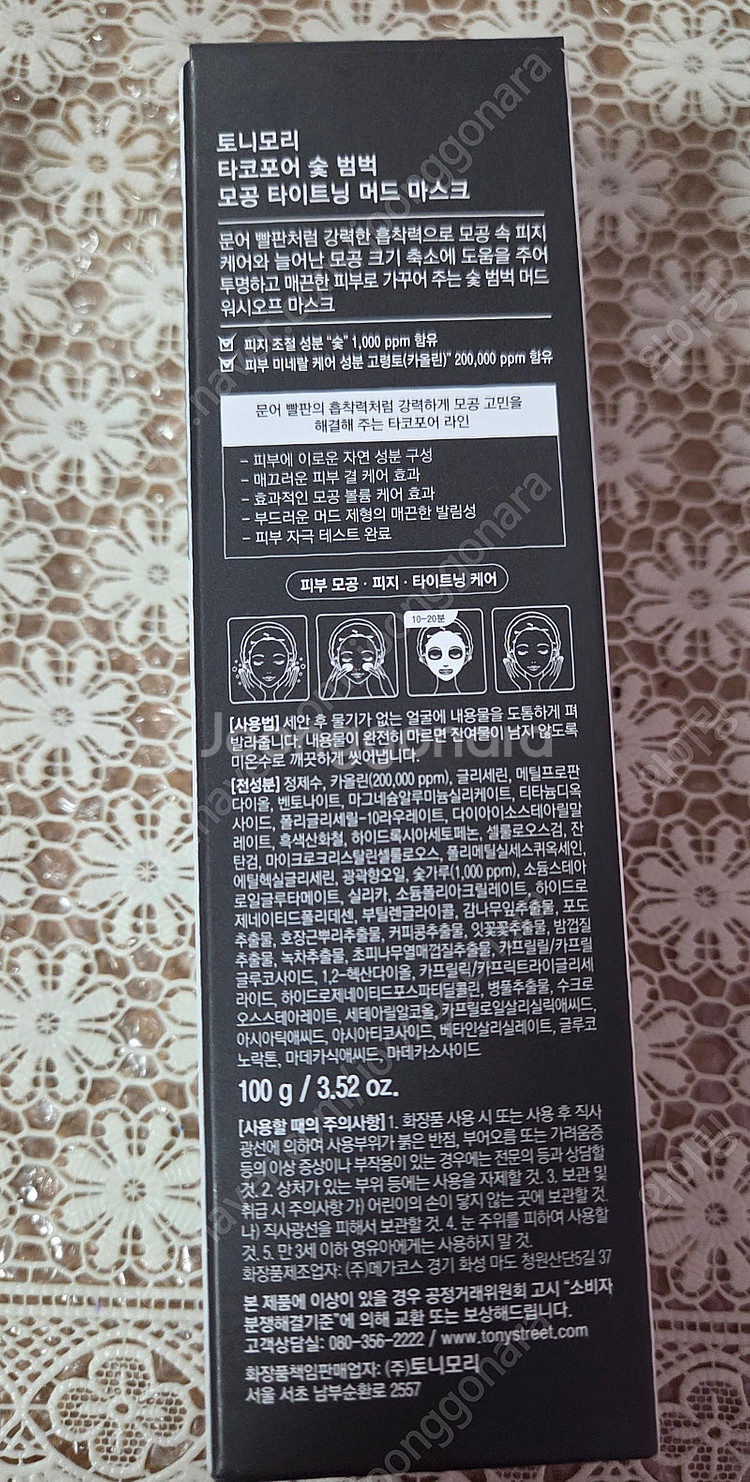 토니모리
타코포어 숯 범벅
모공 타이트닝 머드 마스크
문어 빨판처럼 강력한 흡착력으로 모공 속 피지
케어와 늘어난 모공 크기 축소에 도움을 주어
투명하고 매끈한 피부로 가꾸어 주는 숯 범벅 머드
워시오프 마스크
피지 조절 성분 "숯" 1,000 ppm 함유
피부 미네랄 케어 성분 고령토(카올린)" 200,000 ppm 함유
문어 빨판의 흡착력처럼 강력하게 모공 고민을
해결해 주는 타코포어 라인
- 피부에 이로운 자연 성분 구성
- 매끄러운 피부 결 케어 효과
- 효과적인 모공 볼륨 케어 효과
- 부드러운 머드 제형의 매끈한 발림성
- 피부 자극 테스트 완료
피부 모공 · 피지 · 타이트닝 케어
10-20분
[사용법] 세안 후 물기가 없는 얼굴에 내용물을 도톰하게 펴
발라줍니다. 내용물이 완전히 마르면 잔여물이 남지 않도록
미온수로 깨끗하게 씻어냅니다.
[전성분] 정제수, 카올린(200,000 ppm), 글리세린, 메틸프로판
다이올, 벤토나이트, 마그네슘알루미늄실리케이트, 티타늄디옥
사이드, 폴리글리세릴-10라우레이트, 다이아이소스테아릴말
레이트, 흑색산화철, 하이드록시아세토페논, 셀룰로오스검, 잔
탄검, 마이크로크리스탈린셀룰로오스, 폴리메틸실세스퀴옥세인,
에틸헥실글리세린, 광곽향오일, 숯가루(1,000 ppm), 소듐스테아
로일글루타메이트, 실리카, 소듐폴리아크릴레이트, 하이드로
제네이티드폴리데센, 부틸렌글라이콜, 감나무잎추출물, 포도
추출물, 호장근뿌리추출물, 커피콩추출물, 잇꽃꽃추출물, 밤껍질
추출물, 녹차추출물, 초피나무열매껍질추출물, 카프릴릴/카프릴
글루코사이드, 1,2-헥산다이올, 카프릴릭/카프릭트라이글리세
라이드, 하이드로제네이티드포스파티딜콜린, 병풀추출물, 수크로
오스스테아레이트, 세테아릴알코올, 카프릴로일살리실릭애씨드,
아시아틱애씨드, 아시아티코사이드, 베타인살리실레이트, 글루코
노락톤, 마데카식애씨드, 마데카소사이드
100 g / 3.52 oz.
[사용할 때의 주의사항] 1. 화장품 사용 시 또는 사용 후 직사
광선에 의하여 사용부위가 붉은 반점, 부어오름 또는 가려움증
등의 이상 증상이나 부작용이 있는 경우에는 전문의 등과 상담할
것. 2. 상처가 있는 부위 등에는 사용을 자제할 것. 3. 보관 및
취급 시 주의사항 가) 어린이의 손이 닿지 않는 곳에 보관할 것.
나) 직사광선을 피해서 보관할 것. 4. 눈 주위를 피하여 사용할
것. 5. 만 3세 이하 영유아에게는 사용하지 말 것.
화장품제조업자: (주)메가코스 경기 화성 마도 청원산단5길 37
본 제품에 이상이 있을 경우 공정거래위원회 고시 "소비자
분쟁해결기준"에 의해 교환 또는 보상해드립니다.
고객상담실: 080-356-2222 / www.tonystreet.com
화장품책임판매업자: (주)토니모리
서울 서초 남부순환로 2557
Joonggonara